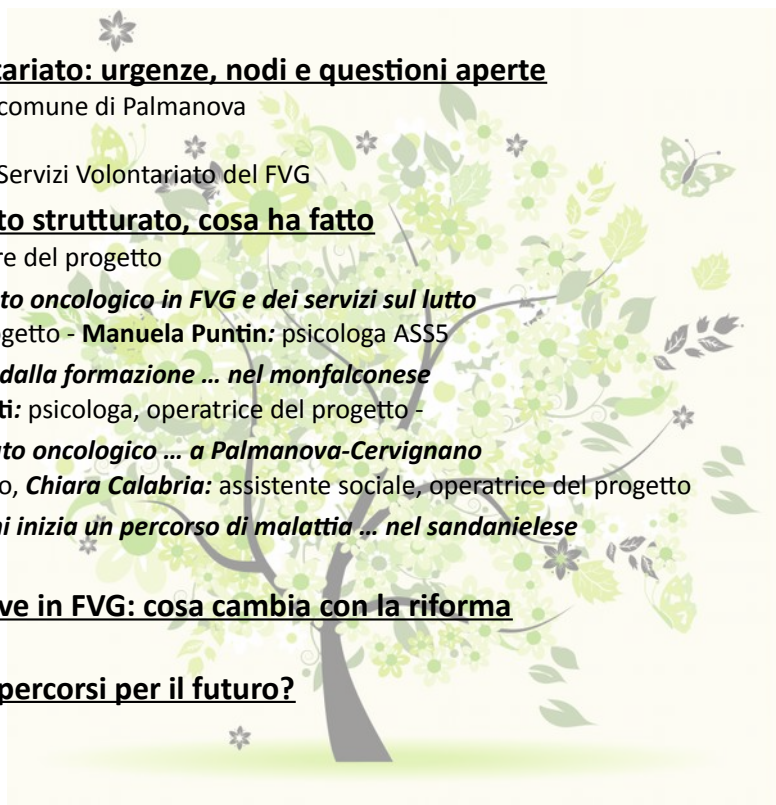 tariato: urgenze, nodi e questioni aperte
comune di Palmanova
Servizi Volontariato del FVG
to strutturato, cosa ha fatto
re del progetto
to oncologico in FVG e dei servizi sul lutto
getto - Manuela Puntin: psicologa ASS5
dalla formazione ... nel monfalconese
ti: psicologa, operatrice del progetto -
to oncologico ... a Palmanova-Cervignano
o, Chiara Calabria: assistente sociale, operatrice del progetto
i inizia un percorso di malattia ... nel sandanielese
ve in FVG: cosa cambia con la riforma
percorsi per il futuro?